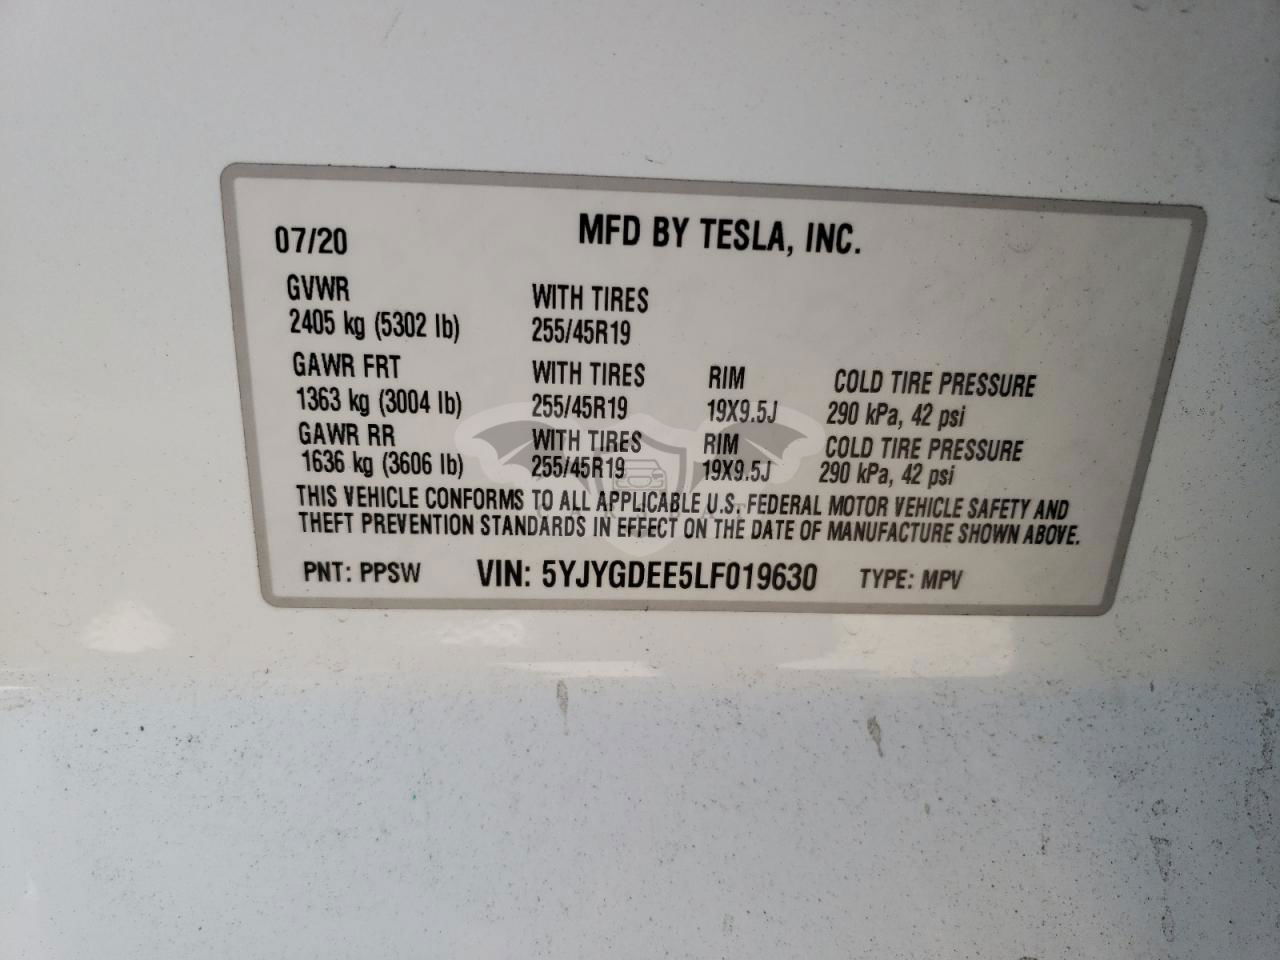 07/20 MFD BY TESLA, INC.
GVWR WITH TIRES
2405 kg (5302 lb) 255/45R19
GAWR FRT WITH TIRES RIM COLD TIRE PRESSURE
1363 kg (3004 lb) 255/45R19 19X9.5J 290 kPa, 42 psi
GAWR RR WITH TIRES RIM COLD TIRE PRESSURE
1636 kg (3606 lb) 255/45R19 19X9.5J 290 kPa, 42 psi
THIS VEHICLE CONFORMS TO ALL APPLICABLE U.S. FEDERAL MOTOR VEHICLE SAFETY AND
THEFT PREVENTION STANDARDS IN EFFECT ON THE DATE OF MANUFACTURE SHOWN ABOVE.
PNT: PPSW VIN: 5YJYGDEE5LF019630 TYPE: MPV